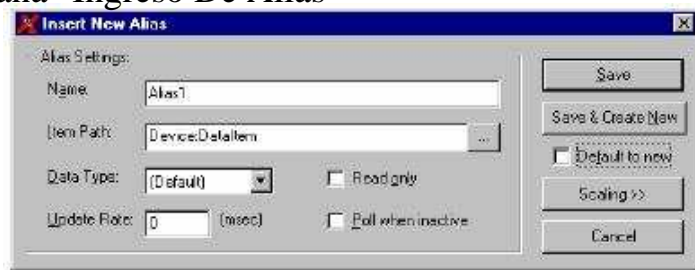 ana "Ingreso De Alias"
Insert New Alias
Alias Settings:
Name: Alias1
Item Path: Device:DataItem ...
Data Type: (Default) Read only
Update Rate: 0 (msec) Poll when inactive
Save
Save & Create New
Default to new
Scaling >>
Cancel